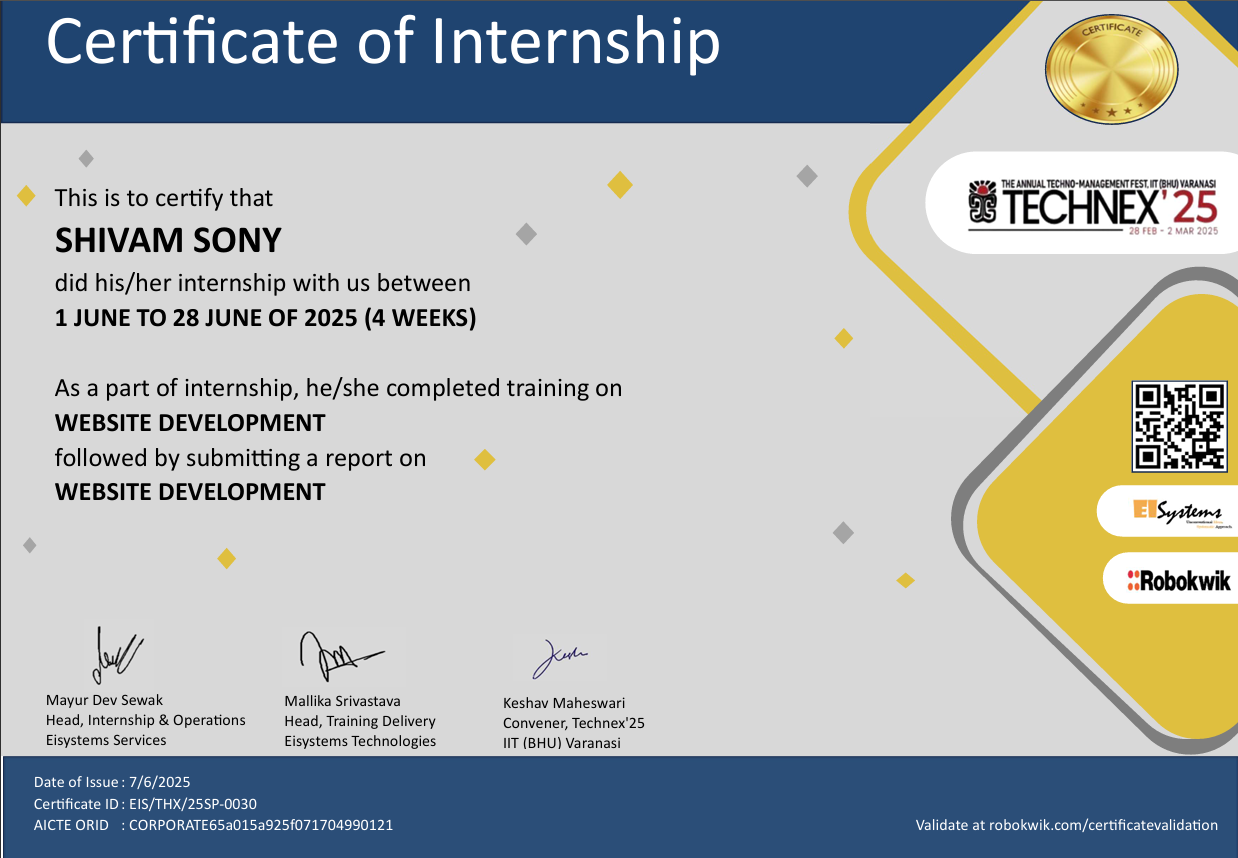 Certificate of Internship
CERTIFICATE
THE ANNUAL TECHNO-MANAGEMENT FEST, IIT (BHU) VARANASI
TECHNEX'25
28 FEB - 2 MAR 2025
This is to certify that
SHIVAM SONY
did his/her internship with us between
1 JUNE TO 28 JUNE OF 2025 (4 WEEKS)
As a part of internship, he/she completed training on
WEBSITE DEVELOPMENT
followed by submitting a report on
WEBSITE DEVELOPMENT
EISystems
Robokwik
Mayur Dev Sewak
Head, Internship & Operations
Eisystems Services
Mallika Srivastava
Head, Training Delivery
Eisystems Technologies
Keshav Maheswari
Convener, Technex'25
IIT (BHU) Varanasi
Date of Issue : 7/6/2025
Certificate ID : EIS/THX/25SP-0030
AICTE ORID : CORPORATE65a015a925f071704990121
Validate at robokwik.com/certificatevalidation